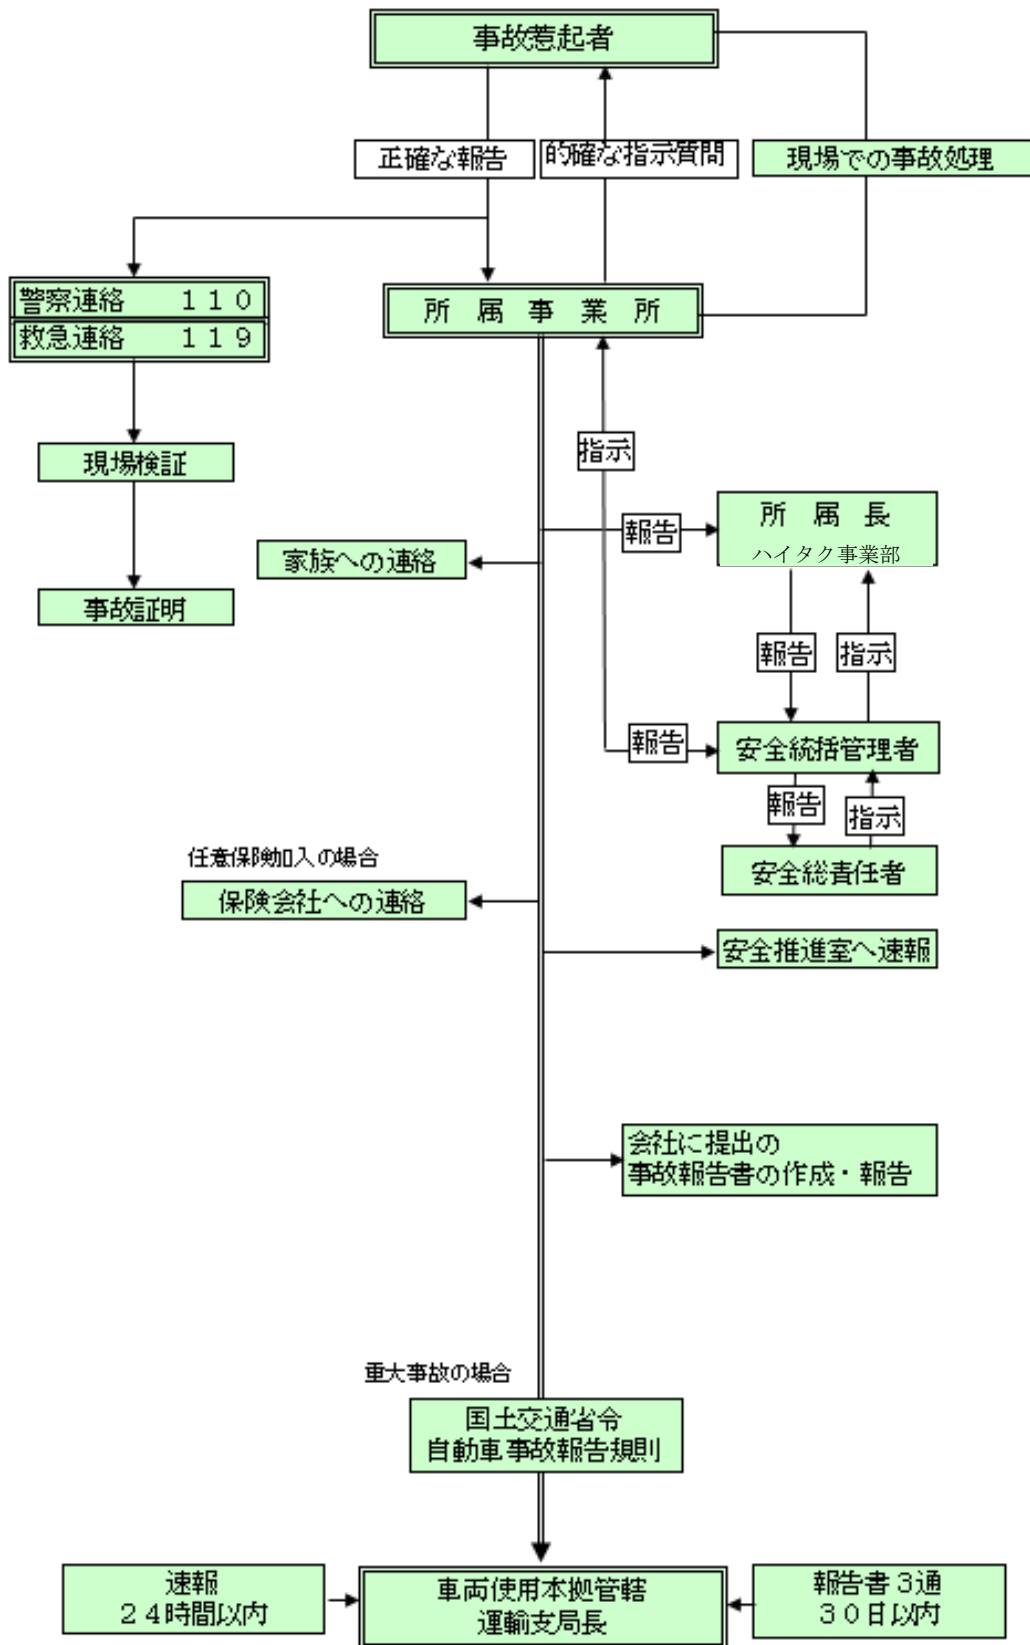 事故惹起者
正確な報告
的確な指示質問
現場での事故処理
警察連絡　　１１０
救急連絡　　１１９
所　属　事　業　所
指示
現場検証
所　属　長
ハイタク事業部
報告
家族への連絡
事故証明
報告
指示
報告
安全統括管理者
報告
指示
任意保険加入の場合
保険会社への連絡
安全総責任者
安全推進室へ速報
会社に提出の
事故報告書の作成・報告
重大事故の場合
国土交通省令
自動車事故報告規則
速報
２４時間以内
車両使用本拠管轄
運輸支局長
報告書３通
３０日以内